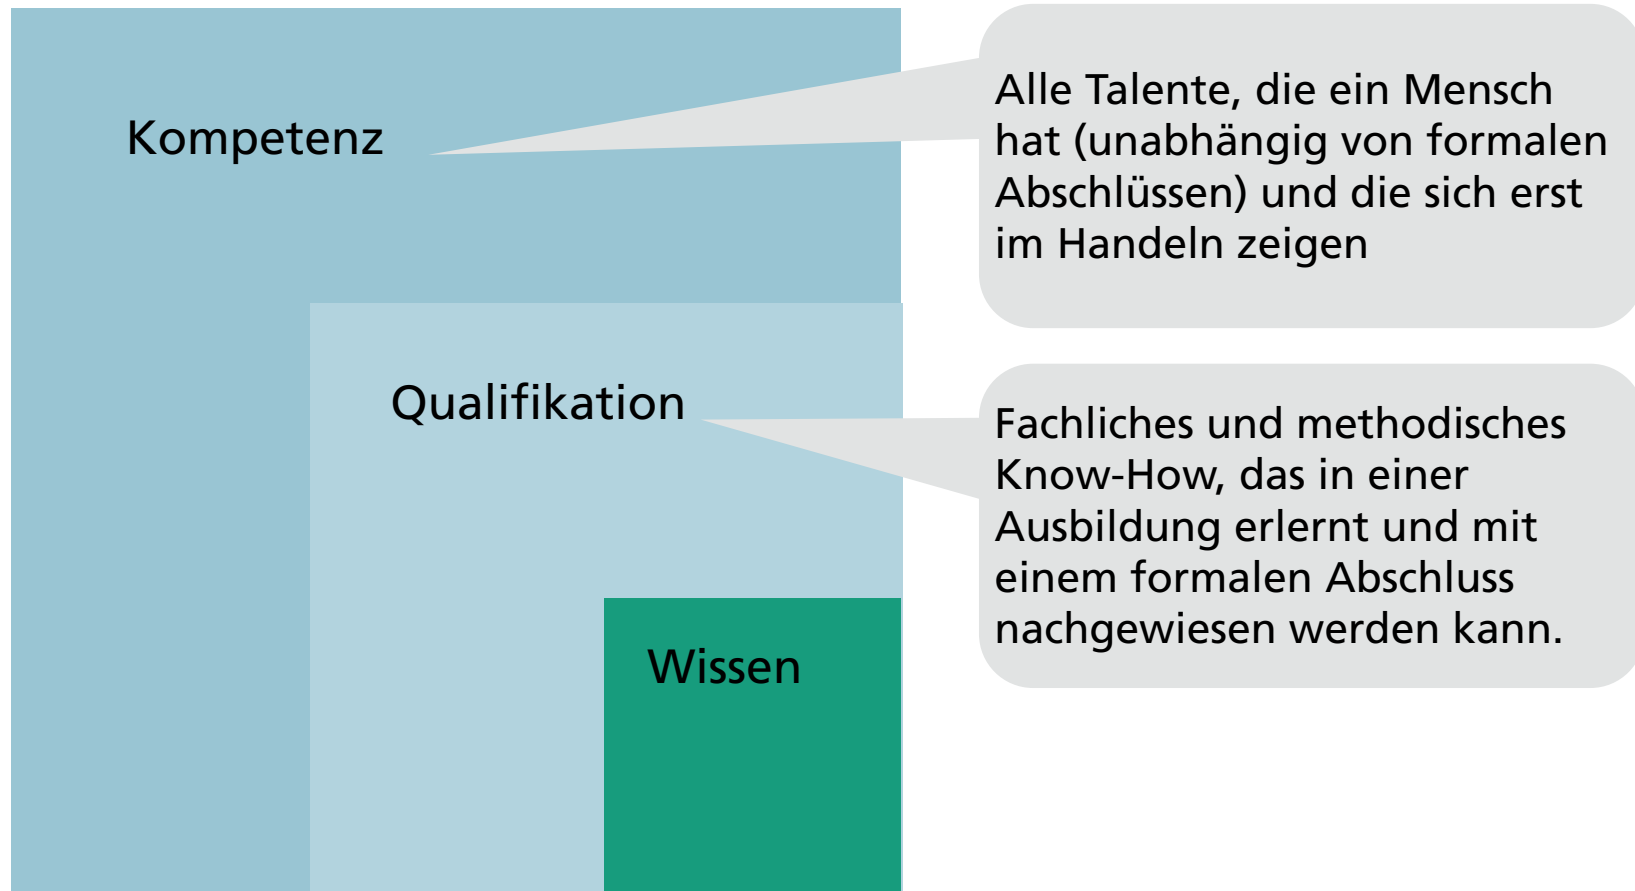 Kompetenz
Alle Talente, die ein Mensch
hat (unabhängig von formalen
Abschlüssen) und die sich erst
im Handeln zeigen
Qualifikation
Fachliches und methodisches
Know-How, das in einer
Ausbildung erlernt und mit
einem formalen Abschluss
nachgewiesen werden kann.
Wissen